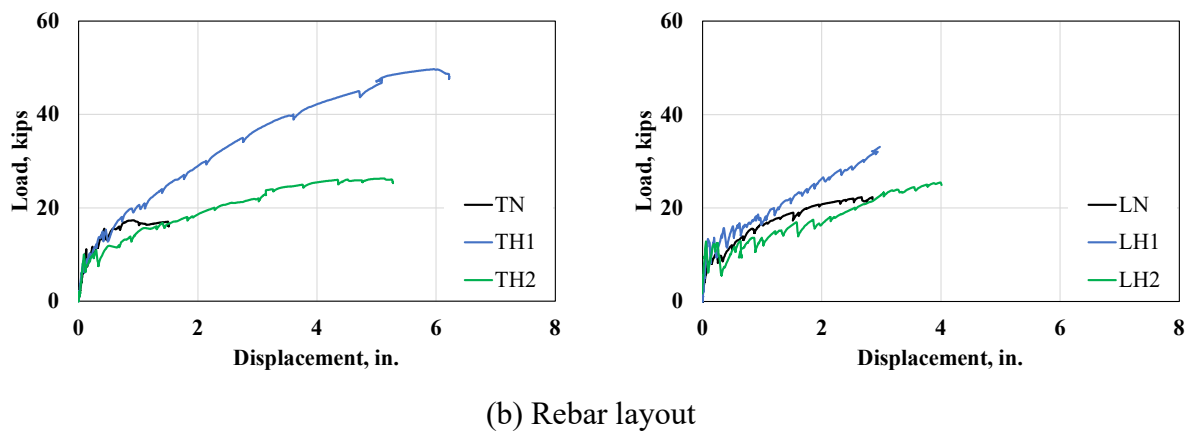 60
40
20
0
Load, kips
0 2 4 6 8
Displacement, in.
TN
TH1
TH2
60
40
20
0
Load, kips
0 2 4 6 8
Displacement, in.
LN
LH1
LH2
(b) Rebar layout